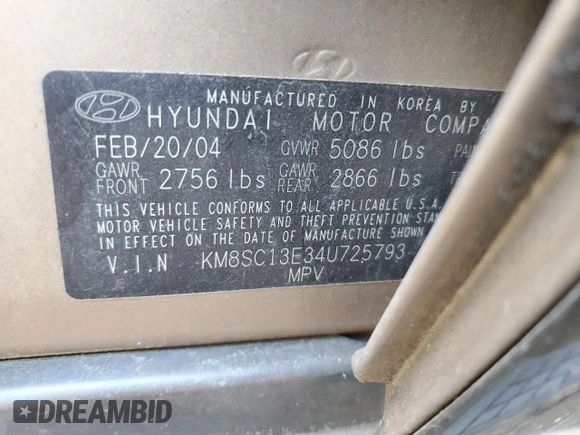 MANUFACTURED IN KOREA BY
HYUNDAI MOTOR COMPA
FEB/20/04 GVWR 5086 lbs PAI
GAWR FRONT 2756 lbs GAWR REAR 2866 lbs
THIS VEHICLE CONFORMS TO ALL APPLICABLE U.S.A.
MOTOR VEHICLE SAFETY AND THEFT PREVENTION STAN
IN EFFECT ON THE DATE OF MANUFACTURE SHOWN
V.I.N KM8SC13E34U725793
MPV
DREAMBID